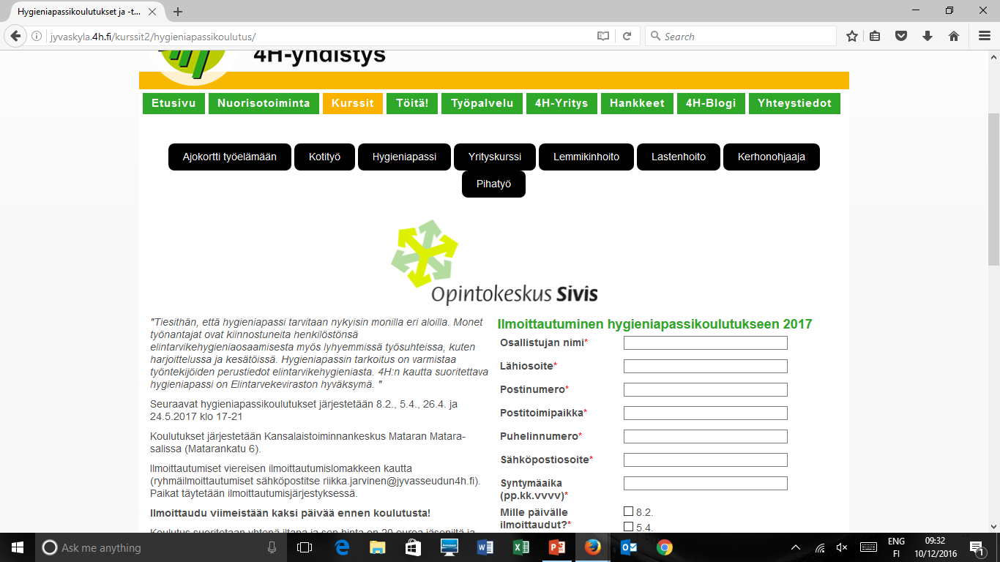 Hygieniapassikoulutukset ja -t...
jyvaskyla.4h.fi/kurssit2/hygieniapassikoulutus/
Search
4H-yhdistys
Etusivu Nuorisotoiminta Kurssit Töitä! Työpalvelu 4H-Yritys Hankkeet 4H-Blogi Yhteystiedot
Ajokortti työelämään Kotityö Hygieniapassi Yrityskurssi Lemmikinhoito Lastenhoito Kerhonohjaaja
Pihatyö
Opintokeskus Sivis
"Tiesithän, että hygieniapassi tarvitaan nykyisin monilla eri aloilla. Monet
työnantajat ovat kiinnostuneita henkilöstönsä
elintarvikehygieniaosaamisesta myös lyhyemmissä työsuhteissa, kuten
harjoittelussa ja kesätöissä. Hygieniapassin tarkoitus on varmistaa
työntekijöiden perustiedot elintarvikehygieniasta. 4H:n kautta suoritettava
hygieniapassi on Elintarvekeviraston hyväksymä. "
Seuraavat hygieniapassikoulutukset järjestetään 8.2., 5.4., 26.4. ja
24.5.2017 klo 17-21
Koulutukset järjestetään Kansalaistoiminnankeskus Mataran Matara-
salissa (Matarankatu 6).
Ilmoittautumiset viereisen ilmoittautumislomakkeen kautta
(ryhmäilmoittautumiset sähköpostitse riikka.jarvinen@jyvasseudun4h.fi).
Paikat täytetään ilmoittautumisjärjestyksessä.
Ilmoittaudu viimeistään kaksi päivää ennen koulutusta!
Koulutus suoritetaan yhtenä iltana ja sen hinta on 20 euroa jäseniltä ja
Ilmoittautuminen hygieniapassikoulutukseen 2017
Osallistujan nimi*
Lähiosoite*
Postinumero*
Postitoimipaikka*
Puhelinnumero*
Sähköpostiosoite*
Syntymäaika
(pp.kk.vvvv)*
Mille päivälle
ilmoittaudut?*
8.2.
5.4.
Ask me anything
ENG
FI
09:32
10/12/2016
1